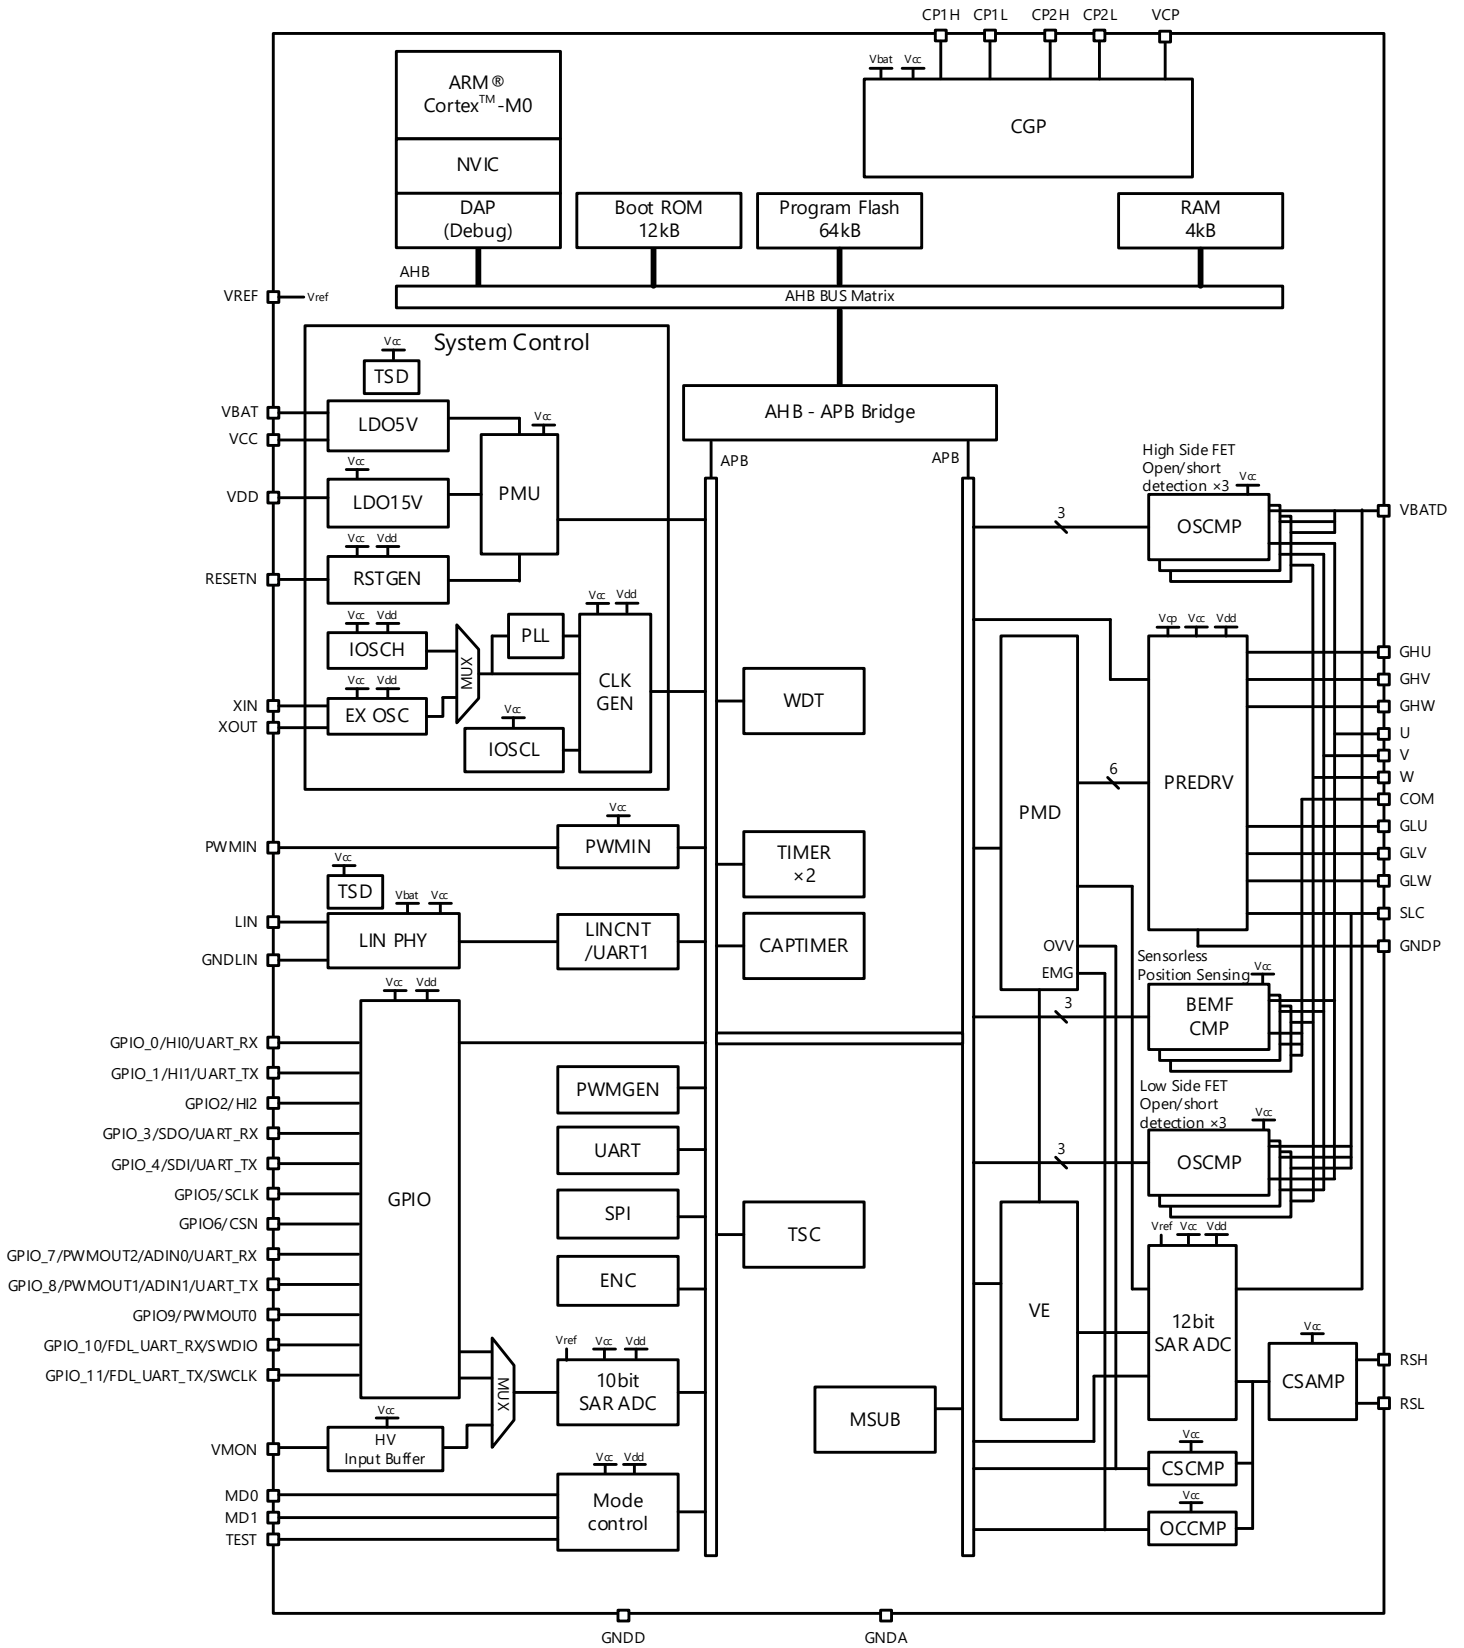 CP1H CP1L CP2H CP2L VCP
Vbat Vcc
CGP
ARM®
Cortex™-M0
NVIC
DAP
(Debug)
Boot ROM
12kB
Program Flash
64kB
RAM
4kB
AHB
AHB BUS Matrix
VREF
Vref
System Control
Vcc
TSD
VBAT
VCC
LDO5V
Vcc
PMU
Vcc
VDD
LDO15V
Vcc Vdd
RESETN
RSTGEN
Vcc Vdd
IOSCH
MUX
PLL
Vcc Vdd
CLK
GEN
Vcc Vdd
XIN
XOUT
EX OSC
Vcc
IOSCL
AHB - APB Bridge
APB
APB
WDT
TIMER
×2
CAPTIMER
TSC
MSUB
PWMIN
Vcc
PWMIN
Vcc
TSD
Vbat Vcc
LIN
GNDLIN
LIN PHY
LINCNT
/UART1
Vcc Vdd
GPIO
GPIO_0/HI0/UART_RX
GPIO_1/HI1/UART_TX
GPIO2/HI2
GPIO_3/SDO/UART_RX
GPIO_4/SDI/UART_TX
GPIO5/SCLK
GPIO6/CSN
GPIO_7/PWMOUT2/ADIN0/UART_RX
GPIO_8/PWMOUT1/ADIN1/UART_TX
GPIO9/PWMOUT0
GPIO_10/FDL_UART_RX/SWDIO
GPIO_11/FDL_UART_TX/SWCLK
PWMGEN
UART
SPI
ENC
MUX
Vref Vcc Vdd
10bit
SAR ADC
VMON
Vcc
HV
Input Buffer
MD0
MD1
TEST
Vcc Vdd
Mode
control
High Side FET
Open/short
detection ×3
Vcc
3
OSCMP
VBATD
Vcp Vcc Vdd
PREDRV
PMD
6
OVV
EMG
GHU
GHV
GHW
U
V
W
COM
GLU
GLV
GLW
SLC
GNDP
Sensorless
Position Sensing
Vcc
3
BEMF
CMP
Low Side FET
Open/short
detection ×3
Vcc
3
OSCMP
VE
Vref Vcc Vdd
12bit
SAR ADC
Vcc
CSAMP
RSH
RSL
Vcc
CSCMP
Vcc
OCCMP
GNDD
GNDA